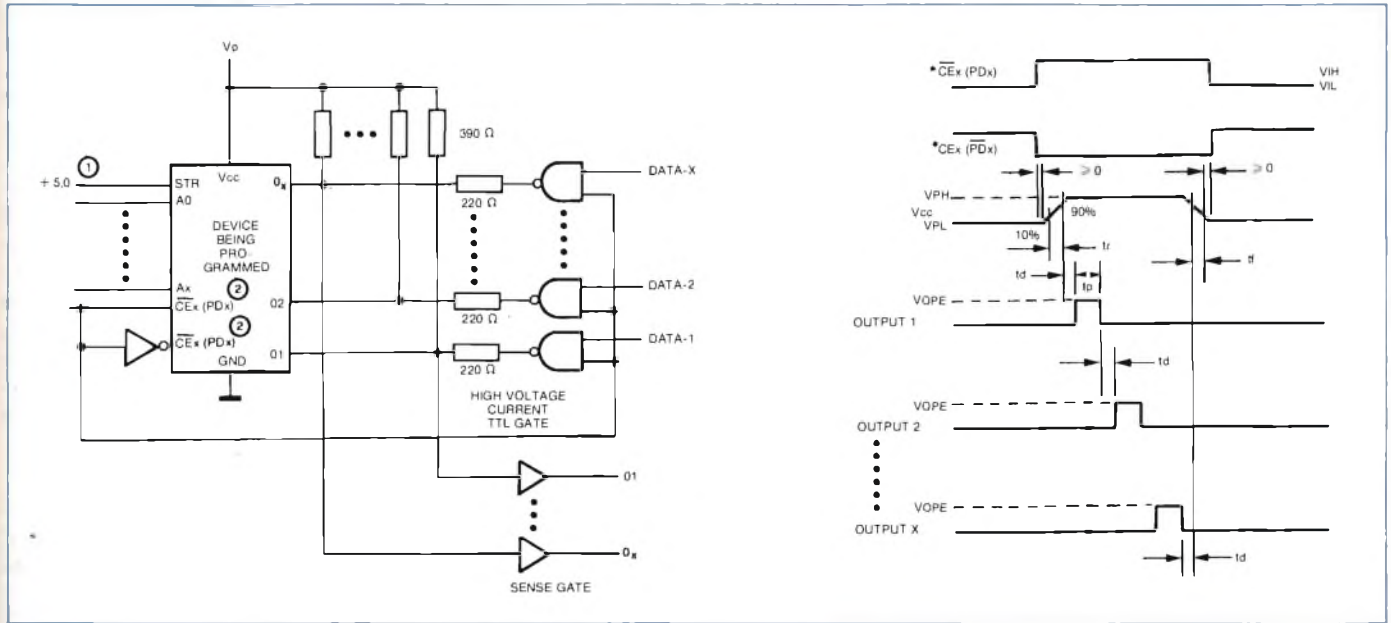 Vp
390 Ω
1
+ 5,0
STR
Vcc
0x
A0
DEVICE
BEING
PRO-
GRAMMED
Ax
2
CEx (PDx)
02
2
CEx (PDx)
01
GND
220 Ω
DATA-X
220 Ω
DATA-2
220 Ω
DATA-1
HIGH VOLTAGE
CURRENT
TTL GATE
01
0x
SENSE GATE
*CEx (PDx)
VIH
VIL
*CEx (PDx)
⩾ 0
⩾ 0
VPH
Vcc
VPL
90%
10%
tr
tf
td
tp
VOPE
OUTPUT 1
td
VOPE
OUTPUT 2
VOPE
OUTPUT X
td